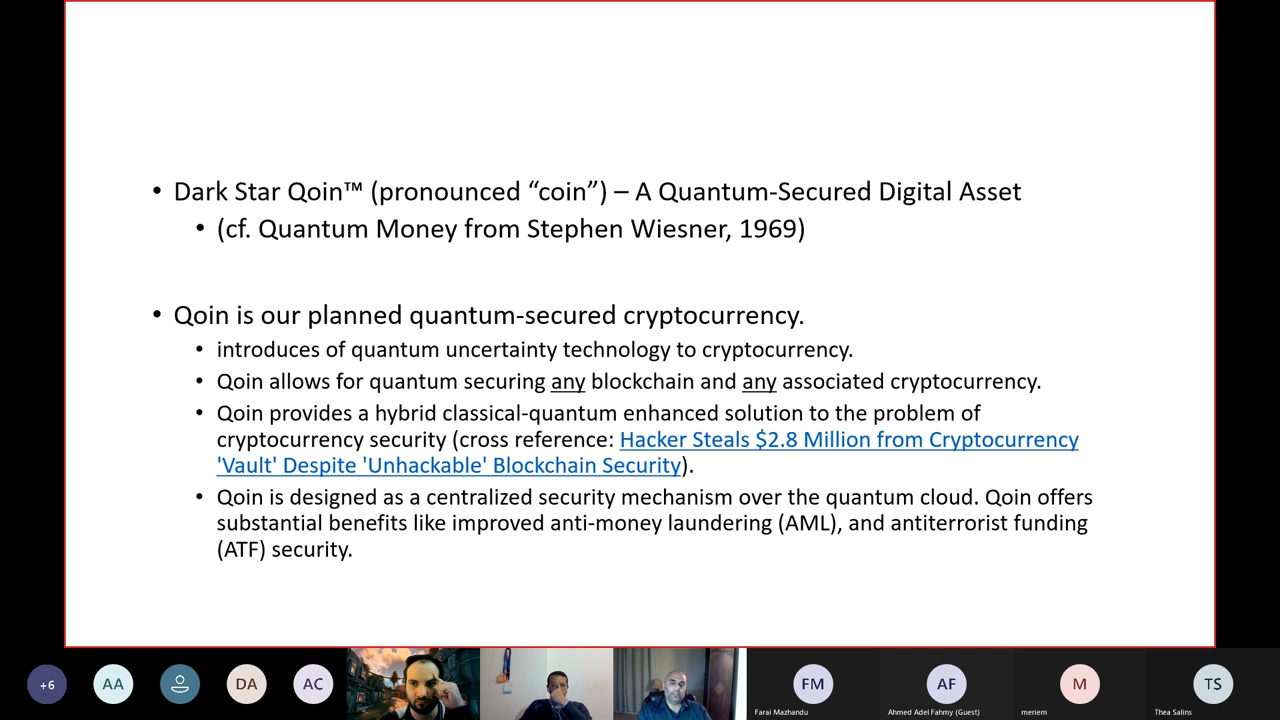 • Dark Star Qoin™ (pronounced “coin”) – A Quantum-Secured Digital Asset
• (cf. Quantum Money from Stephen Wiesner, 1969)
• Qoin is our planned quantum-secured cryptocurrency.
• introduces of quantum uncertainty technology to cryptocurrency.
• Qoin allows for quantum securing any blockchain and any associated cryptocurrency.
• Qoin provides a hybrid classical-quantum enhanced solution to the problem of
cryptocurrency security (cross reference: Hacker Steals $2.8 Million from Cryptocurrency
'Vault' Despite 'Unhackable' Blockchain Security).
• Qoin is designed as a centralized security mechanism over the quantum cloud. Qoin offers
substantial benefits like improved anti-money laundering (AML), and antiterrorist funding
(ATF) security.
+6
AA
DA
AC
FM
AF
M
TS
Farai Mazhandu
Ahmed Adel Fahmy (Guest)
meriem
Thea Salins